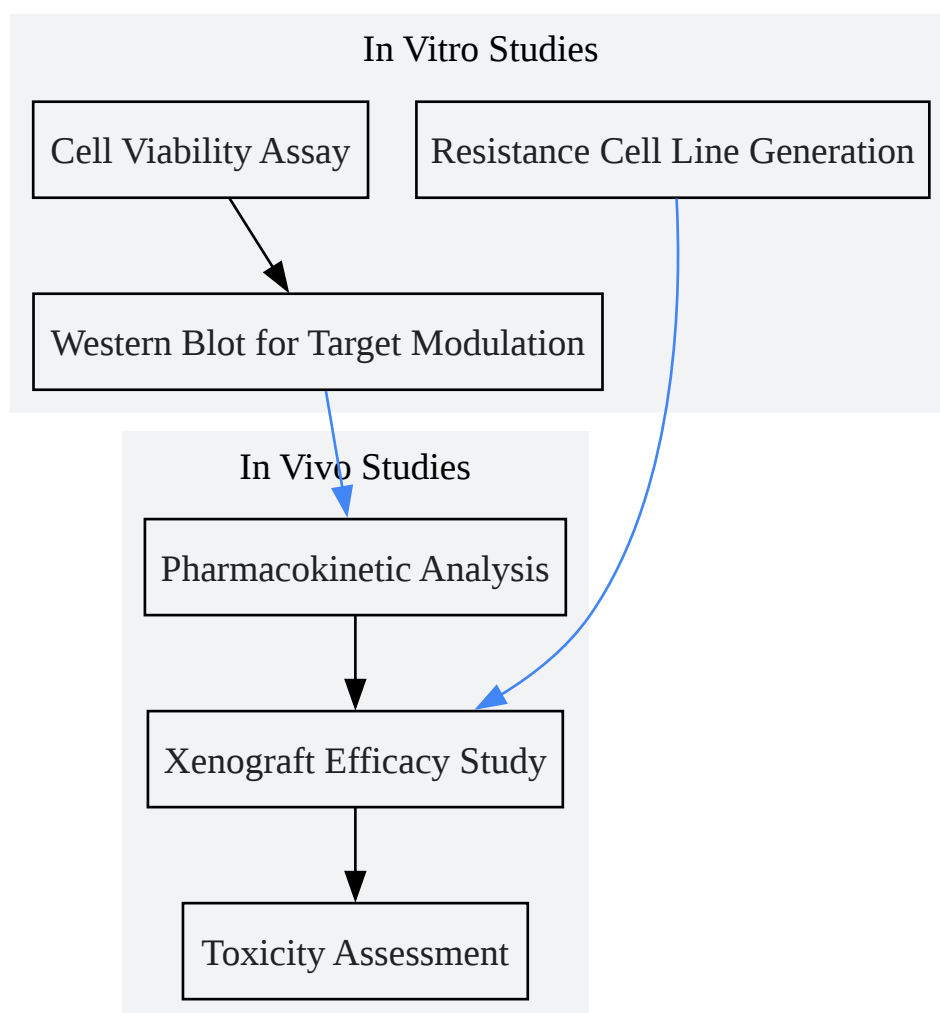 In Vitro Studies
Cell Viability Assay
Resistance Cell Line Generation
Western Blot for Target Modulation
In Vivo Studies
Pharmacokinetic Analysis
Xenograft Efficacy Study
Toxicity Assessment